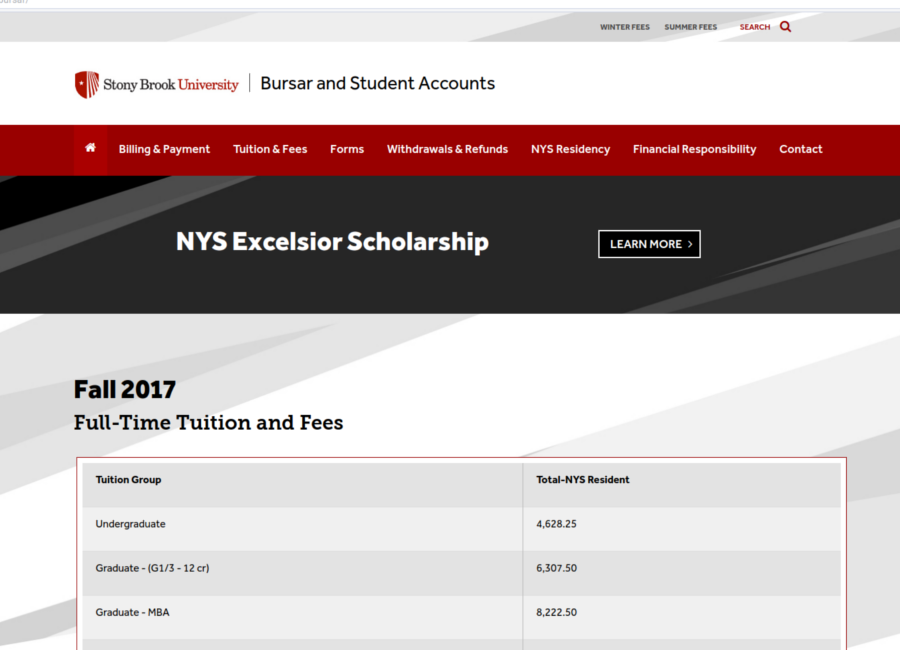 WINTER FEES SUMMER FEES SEARCH
Stony Brook University Bursar and Student Accounts
Billing & Payment Tuition & Fees Forms Withdrawals & Refunds NYS Residency Financial Responsibility Contact
NYS Excelsior Scholarship LEARN MORE >
Fall 2017
Full-Time Tuition and Fees
Tuition Group Total-NYS Resident
Undergraduate 4,628.25
Graduate - (G1/3 - 12 cr) 6,307.50
Graduate - MBA 8,222.50